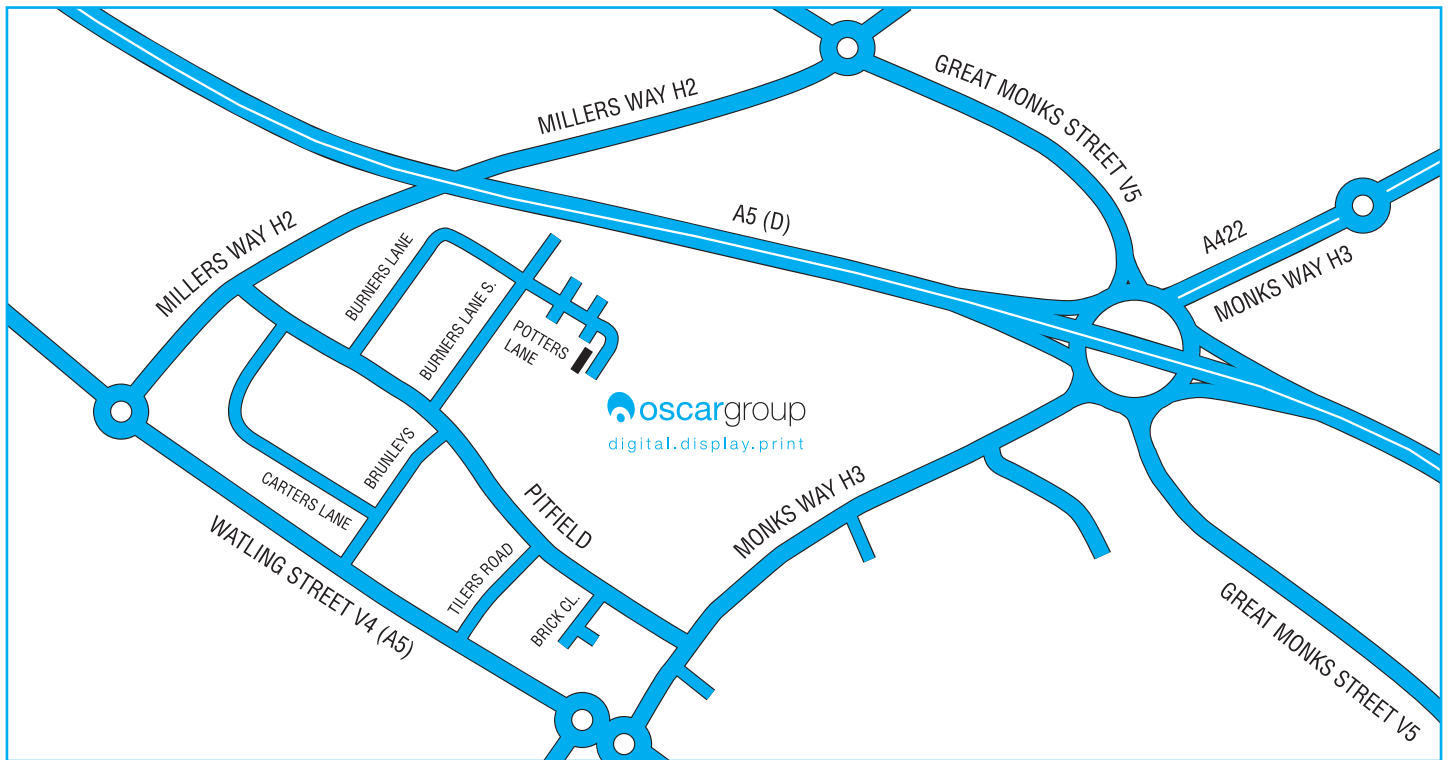 GREAT MONKS STREET V5
MILLERS WAY H2
A5 (D)
A422
MONKS WAY H3
MILLERS WAY H2
BURNERS LANE
BURNERS LANE S.
POTTERS
LANE
oscargroup
digital.display.print
BRUNLEYS
CARTERS LANE
PITFIELD
MONKS WAY H3
WATLING STREET V4 (A5)
TILERS ROAD
BRICK CL.
GREAT MONKS STREET V5